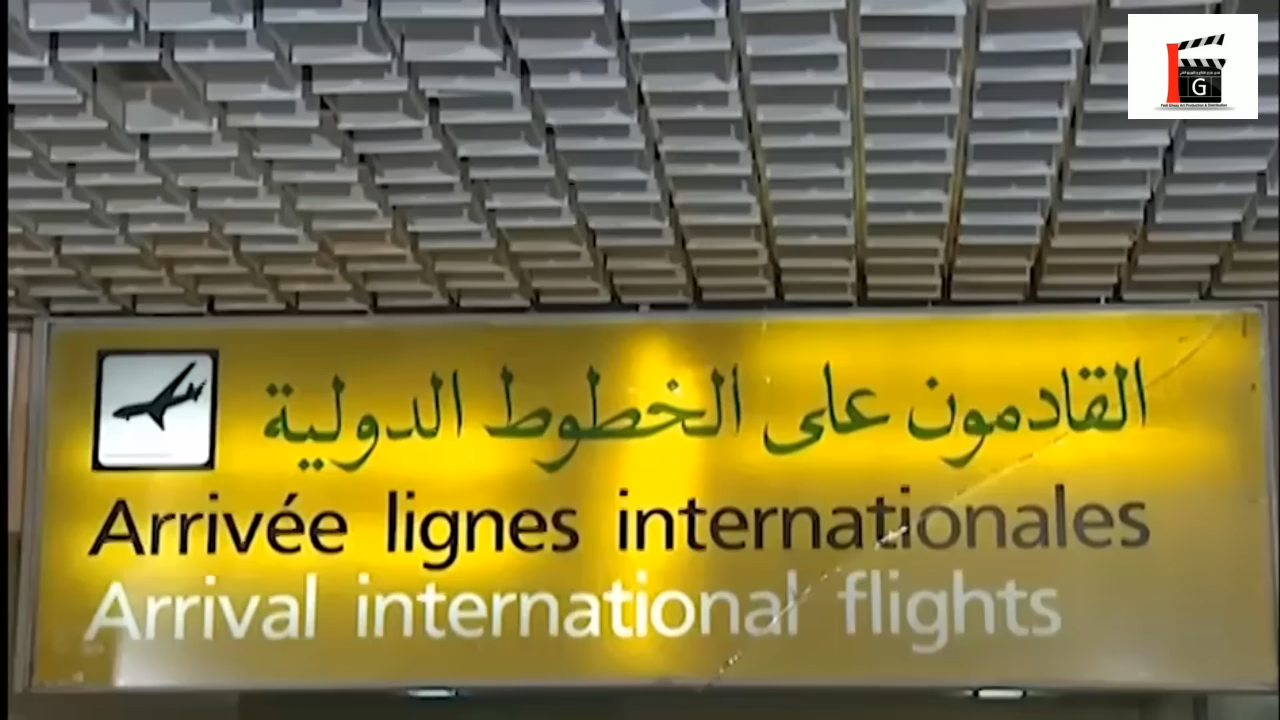 القادمون على الخطوط الدولية
Arrivée lignes internationales
Arrival international flights
G